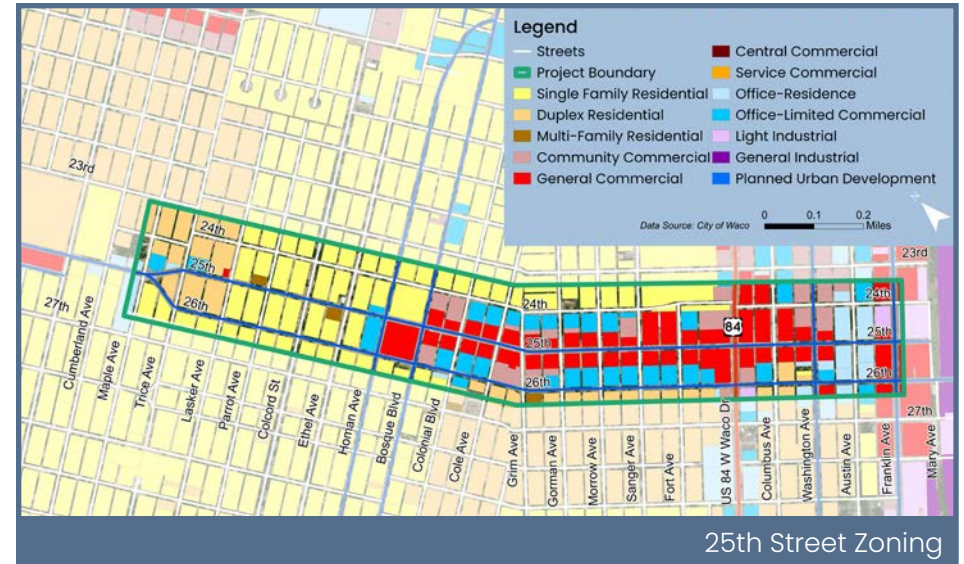 Legend
Streets
Project Boundary
Single Family Residential
Duplex Residential
Multi-Family Residential
Community Commercial
General Commercial
Central Commercial
Service Commercial
Office-Residence
Office-Limited Commercial
Light Industrial
General Industrial
Planned Urban Development
N
Data Source: City of Waco
0 0.1 0.2
Miles
23rd
24th
25th
26th
27th
23rd
24th
25th
26th
27th
24th
25th
26th
84
Cumberland Ave
Maple Ave
Trice Ave
Lasker Ave
Parrot Ave
Colcord St
Ethel Ave
Homan Ave
Bosque Blvd
Colonial Blvd
Cole Ave
Grim Ave
Gorman Ave
Morrow Ave
Sanger Ave
Fort Ave
US 84 W Waco Dr
Columbus Ave
Washington Ave
Austin Ave
Franklin Ave
Mary Ave
25th Street Zoning